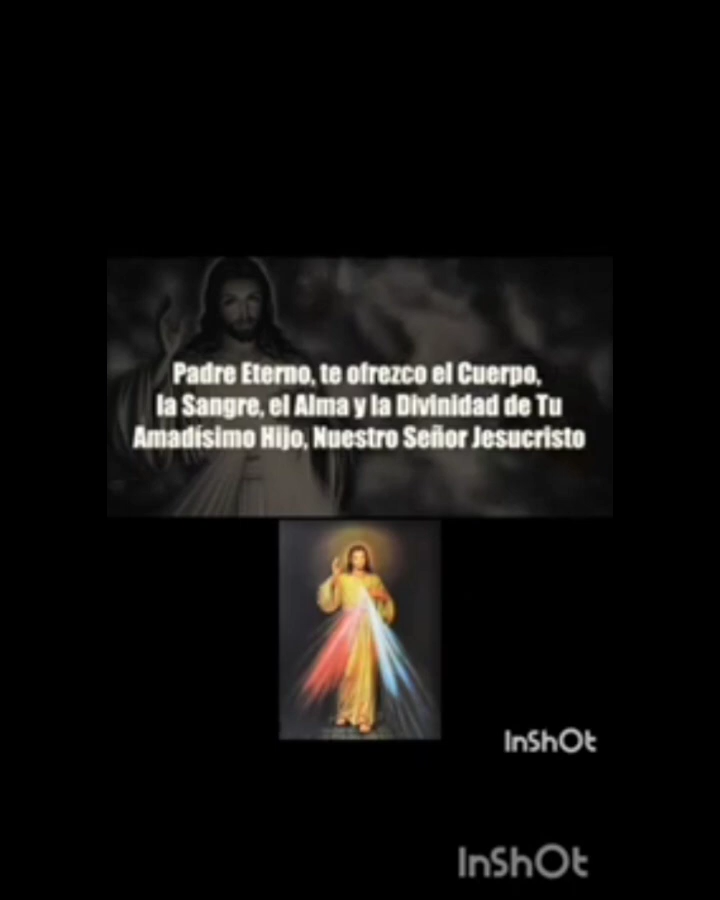 Padre Eterno, te ofrezco el Cuerpo,
la Sangre, el Alma y la Divinidad de Tu
Amadísimo Hijo, Nuestro Señor Jesucristo
InShOt
InShOt